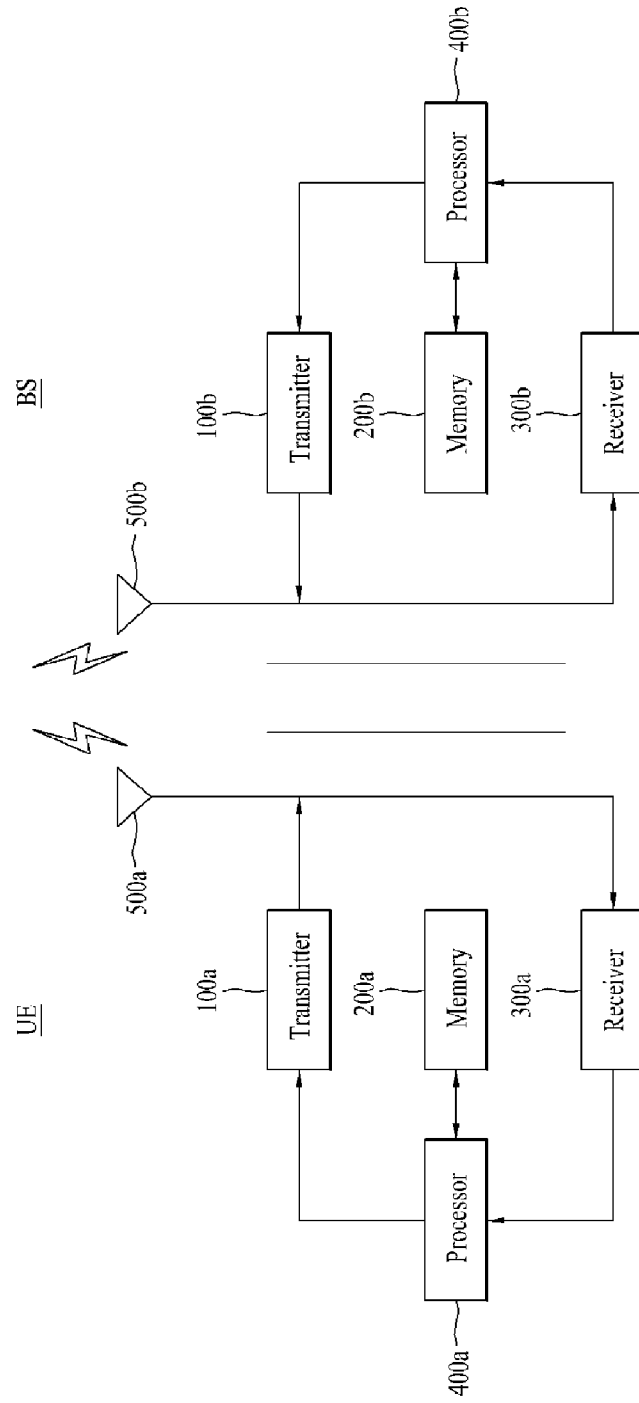 UE
BS
500a
500b
100a
Transmitter
100b
Transmitter
400a
Processor
200a
Memory
200b
Memory
Processor
400b
300a
Receiver
300b
Receiver